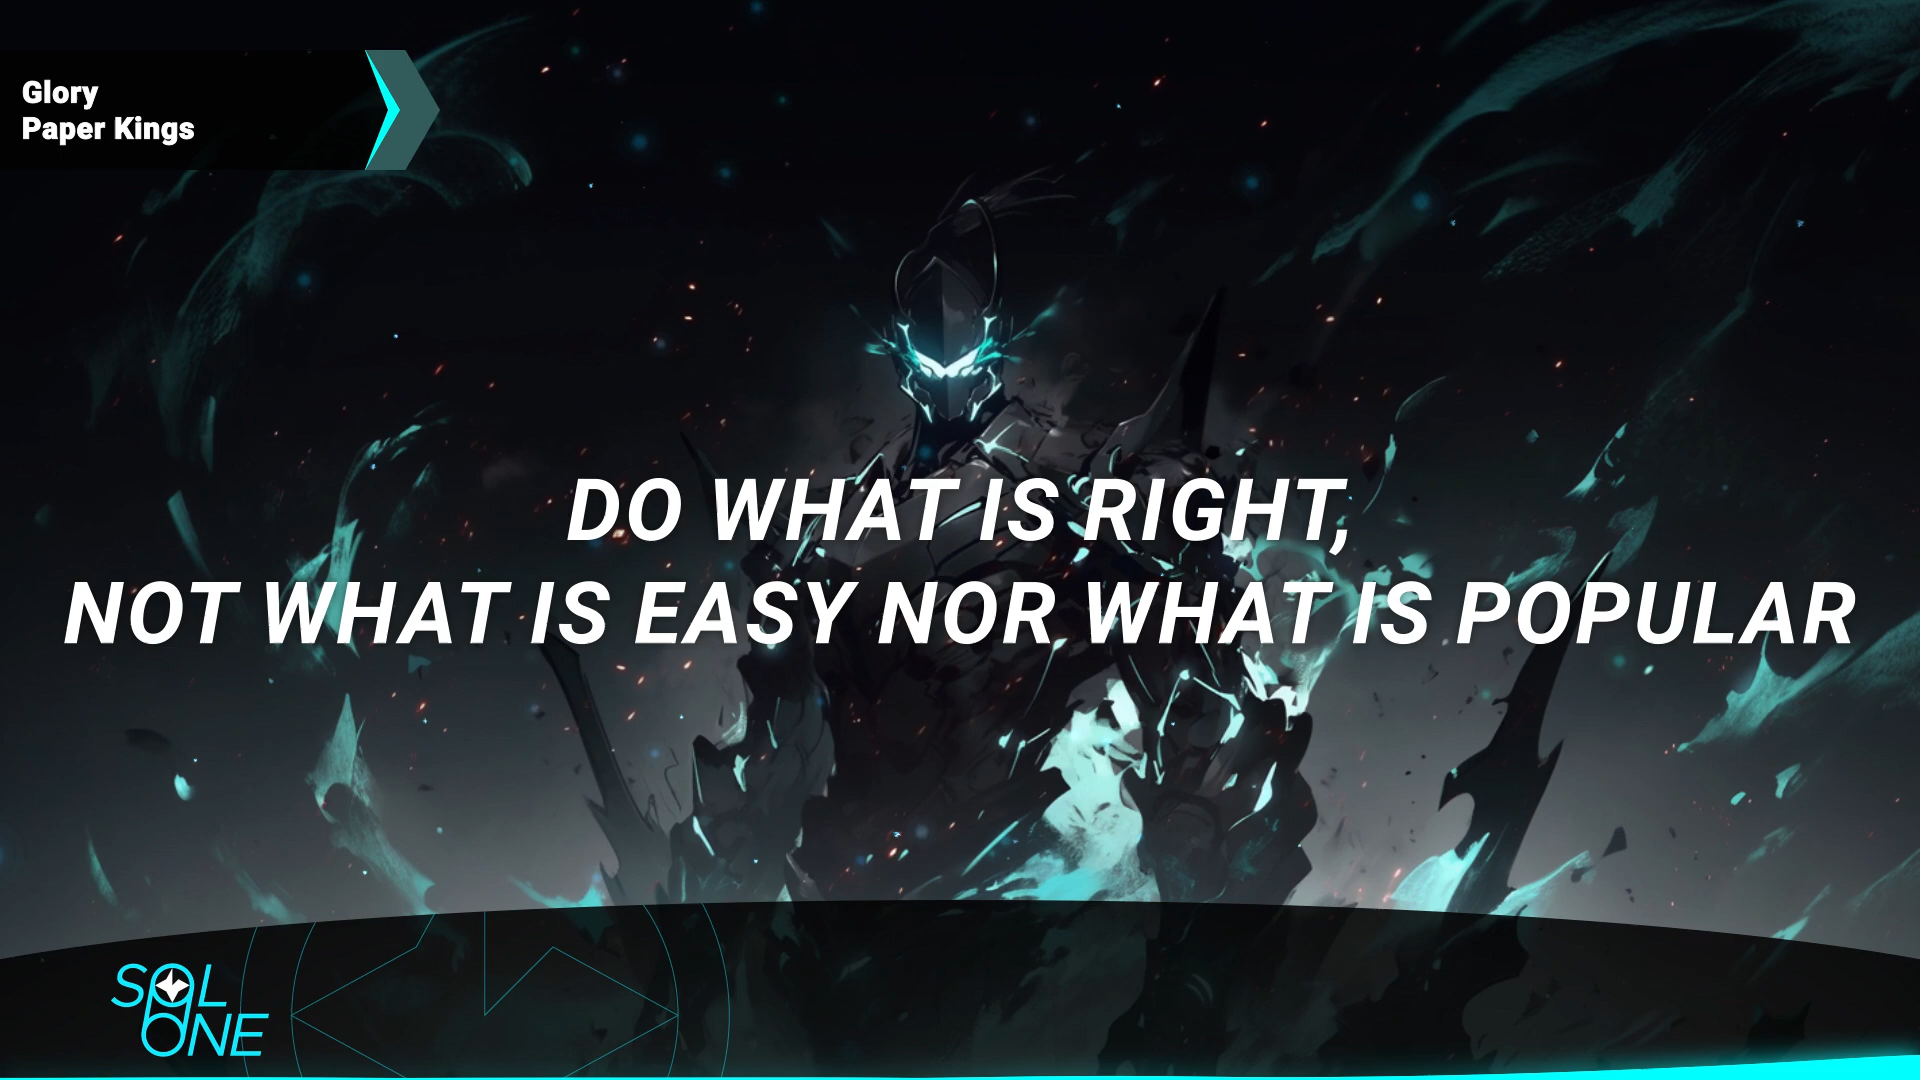 Glory
Paper Kings
DO WHAT IS RIGHT,
NOT WHAT IS EASY NOR WHAT IS POPULAR
SOL
ONE